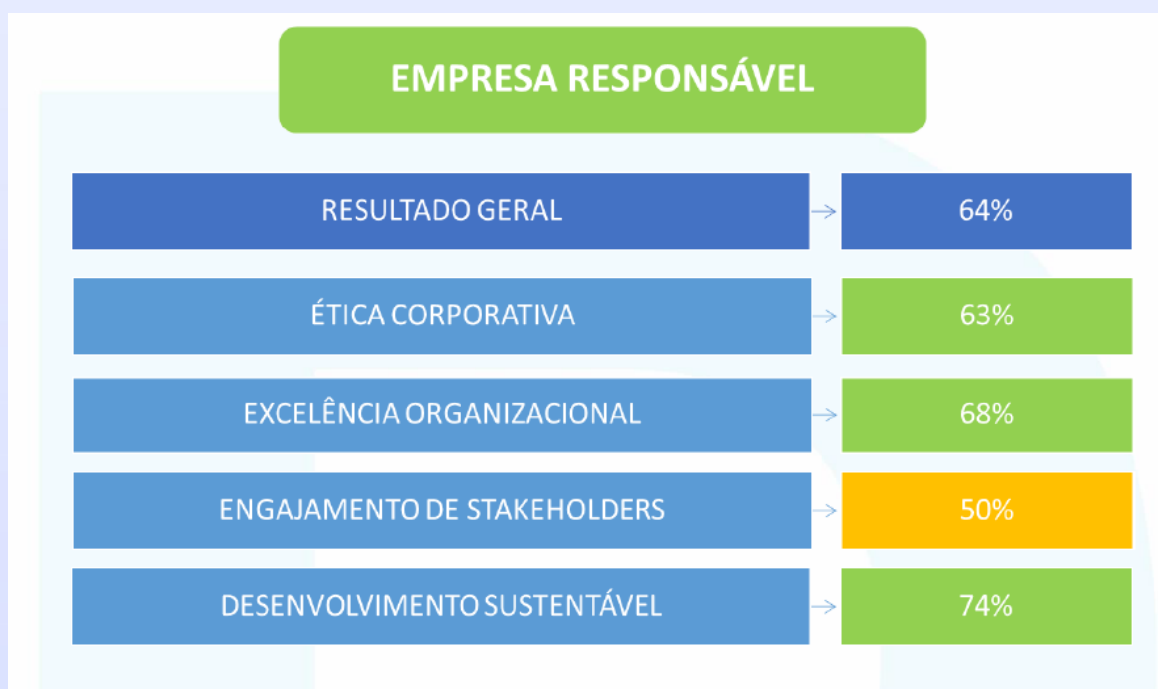 EMPRESA RESPONSÁVEL
RESULTADO GERAL 64%
ÉTICA CORPORATIVA 63%
EXCELÊNCIA ORGANIZACIONAL 68%
ENGAJAMENTO DE STAKEHOLDERS 50%
DESENVOLVIMENTO SUSTENTÁVEL 74%